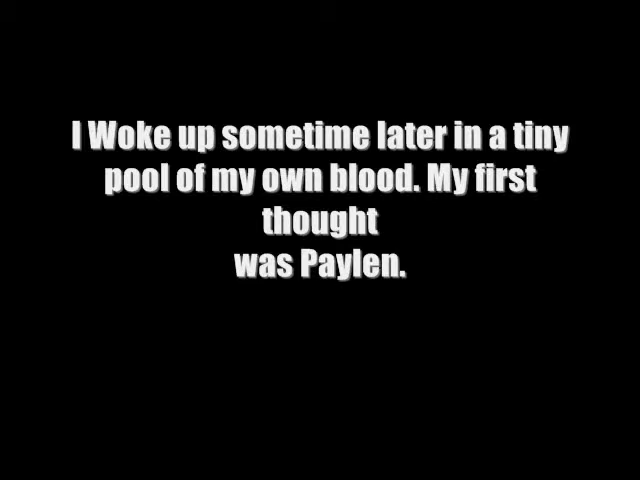 I Woke up sometime later in a tiny
pool of my own blood. My first
thought
was Paylen.